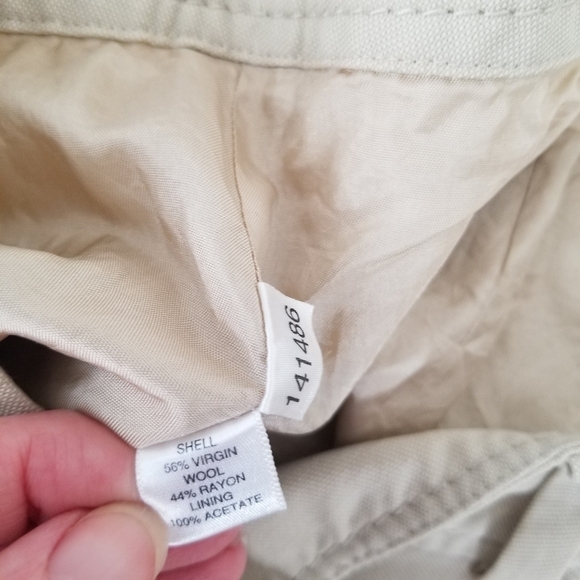 141486
SHELL
56% VIRGIN
WOOL
44% RAYON
LINING
100% ACETATE